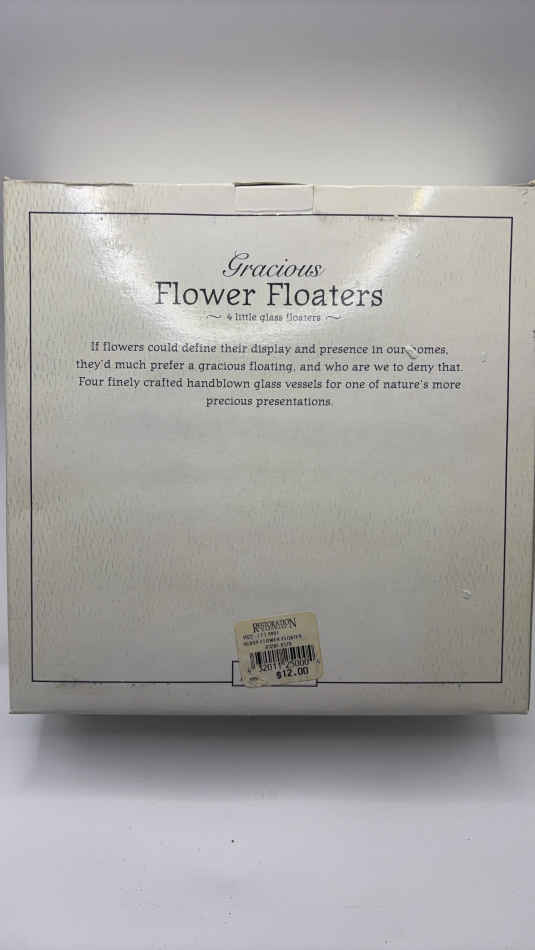 Gracious
Flower Floaters
~ 4 little glass floaters ~
If flowers could define their display and presence in our homes,
they'd much prefer a gracious floating, and who are we to deny that.
Four finely crafted handblown glass vessels for one of nature's more
precious presentations.
RESTORATION
FLOWER FLOATER
$12.00